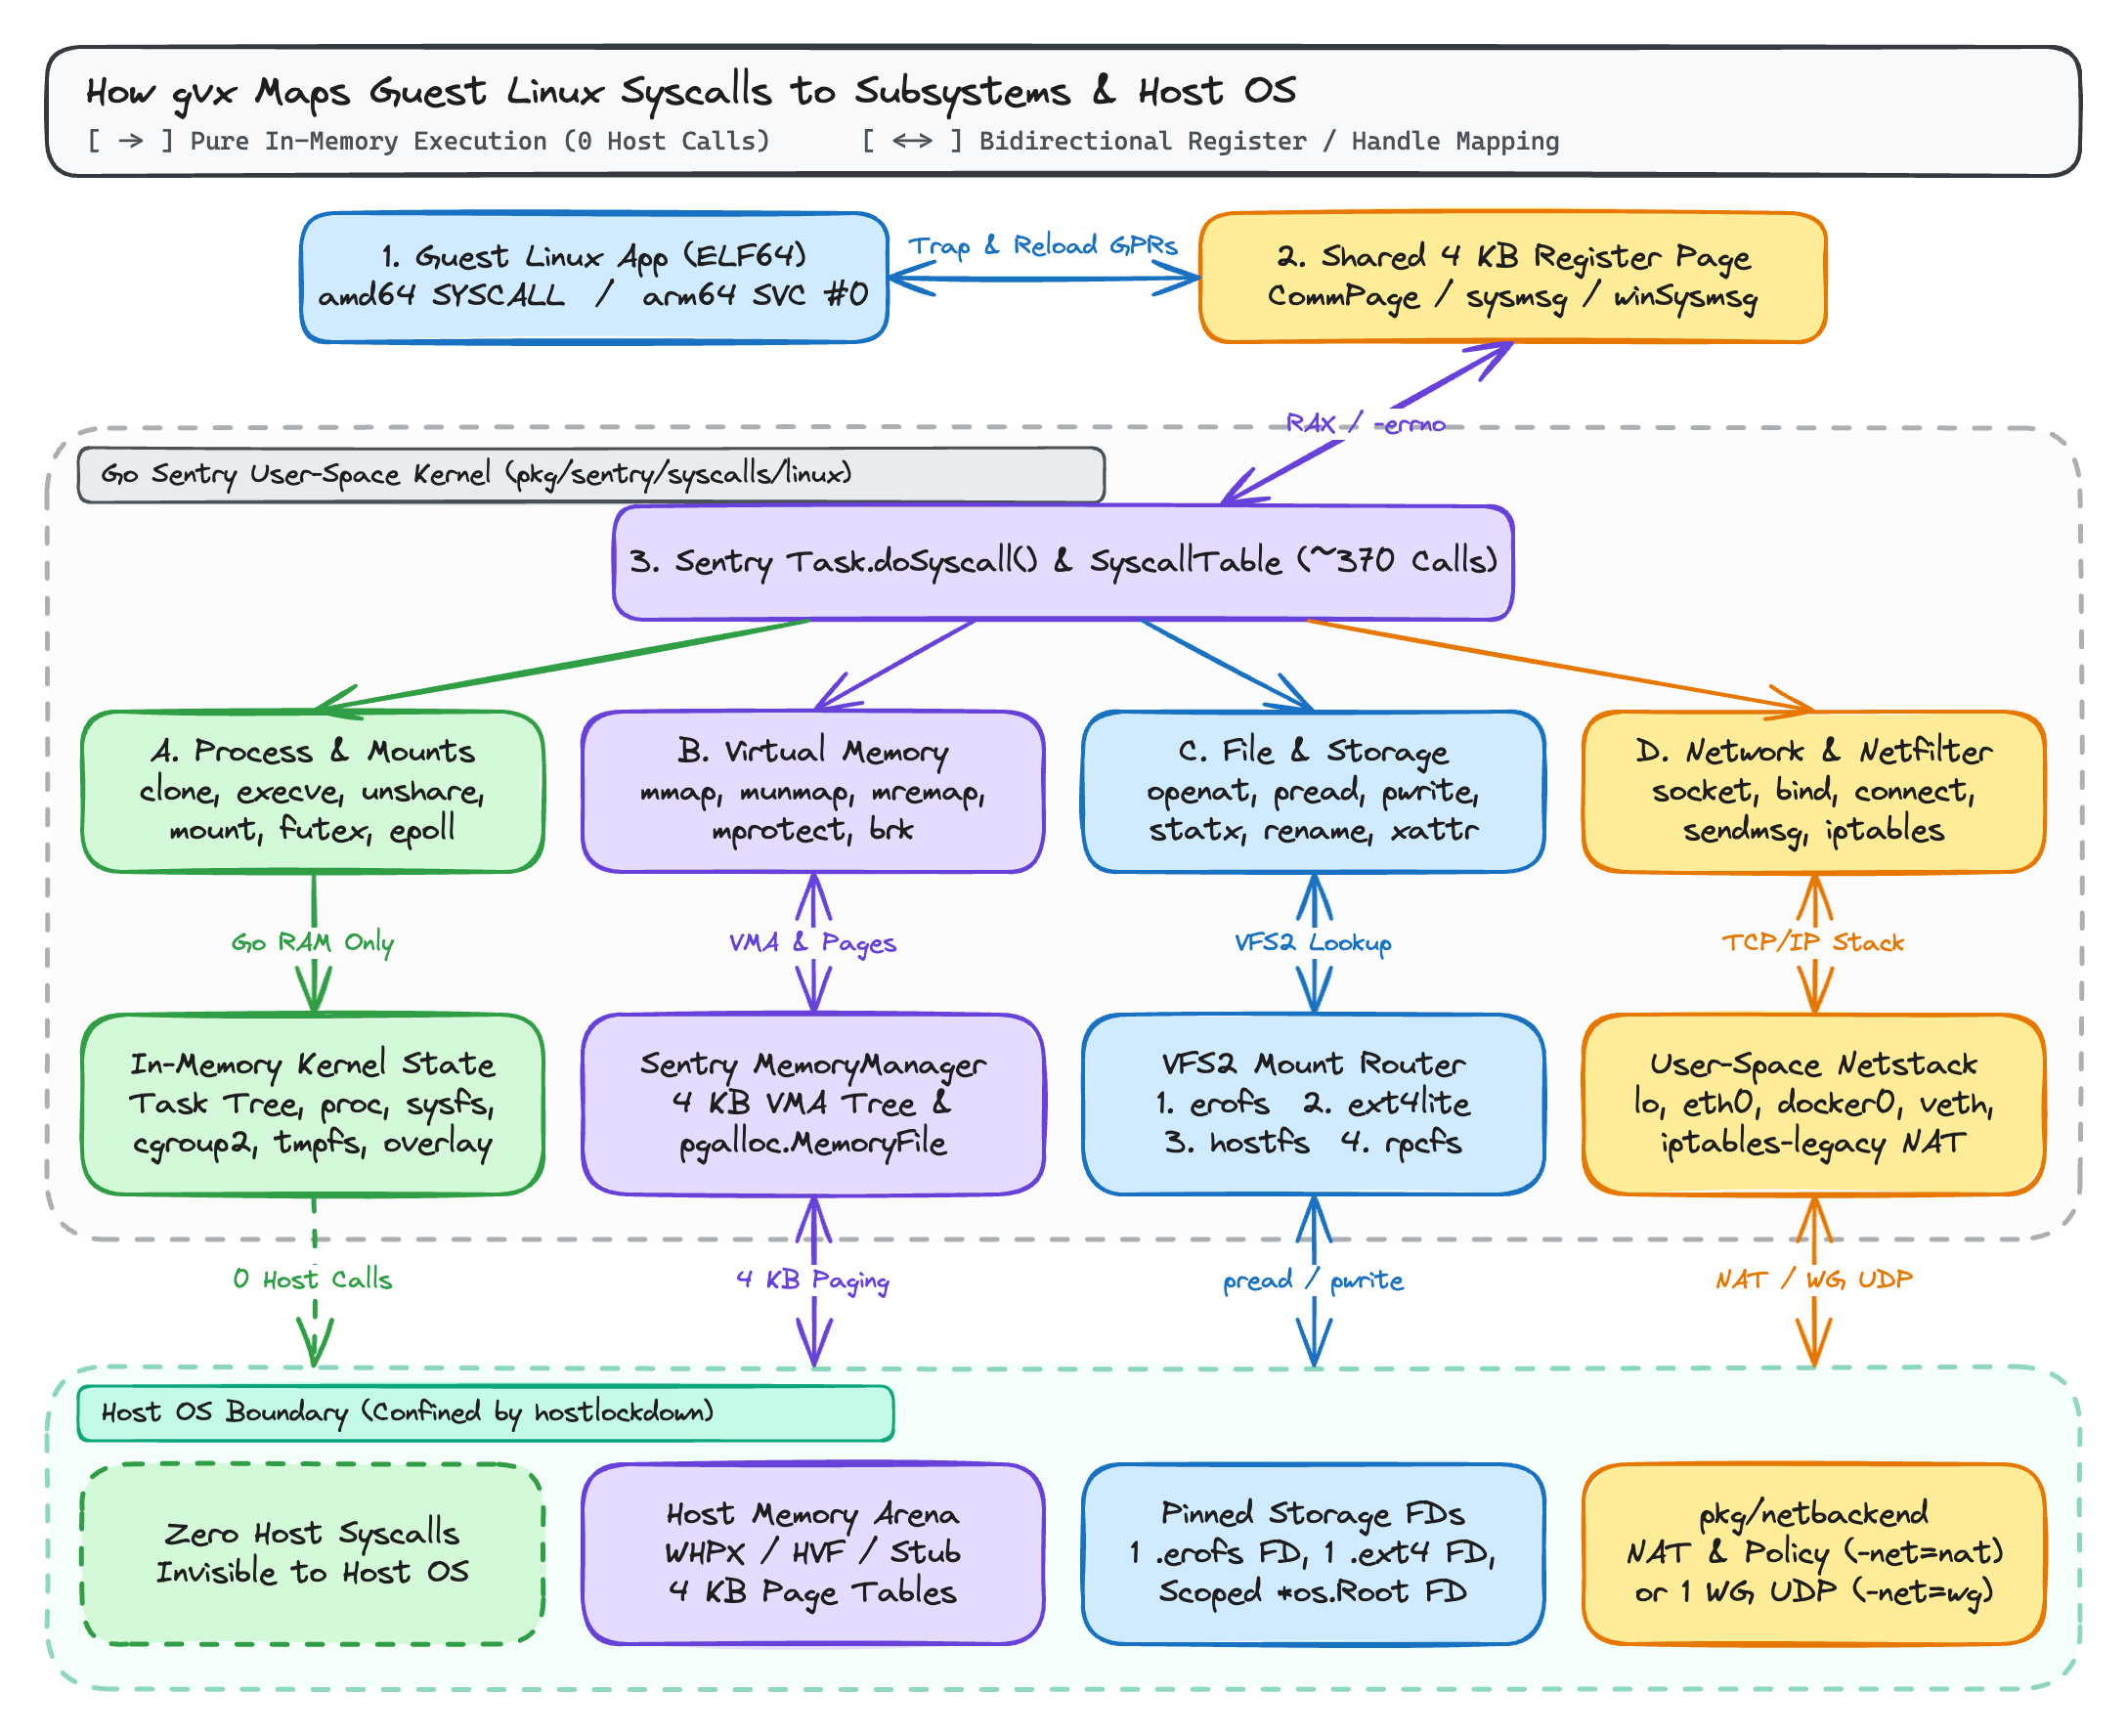 How gvx Maps Guest Linux Syscalls to Subsystems & Host OS
[ → ] Pure In-Memory Execution (0 Host Calls)
[ ↔ ] Bidirectional Register / Handle Mapping
1. Guest Linux App (ELF64)
amd64 SYSCALL / arm64 SVC #0
Trap & Reload GPRs
2. Shared 4 KB Register Page
CommPage / sysmsg / winSysmsg
RAX / -errno
Go Sentry User-Space Kernel (pkg/sentry/syscalls/linux)
3. Sentry Task.doSyscall() & SyscallTable (~370 Calls)
A. Process & Mounts
clone, execve, unshare,
mount, futex, epoll
B. Virtual Memory
mmap, munmap, mremap,
mprotect, brk
C. File & Storage
openat, pread, pwrite,
statx, rename, xattr
D. Network & Netfilter
socket, bind, connect,
sendmsg, iptables
Go RAM Only
VMA & Pages
VFS2 Lookup
TCP/IP Stack
In-Memory Kernel State
Task Tree, proc, sysfs,
cgroup2, tmpfs, overlay
Sentry MemoryManager
4 KB VMA Tree &
pgalloc.MemoryFile
VFS2 Mount Router
1. erofs 2. ext4lite
3. hostfs 4. rpcfs
User-Space Netstack
lo, eth0, docker0, veth,
iptables-legacy NAT
0 Host Calls
4 KB Paging
pread / pwrite
NAT / WG UDP
Host OS Boundary (Confined by hostlockdown)
Zero Host Syscalls
Invisible to Host OS
Host Memory Arena
WHPX / HVF / Stub
4 KB Page Tables
Pinned Storage FDs
1 .erofs FD, 1 .ext4 FD,
Scoped *os.Root FD
pkg/netbackend
NAT & Policy (-net=nat)
or 1 WG UDP (-net=wg)